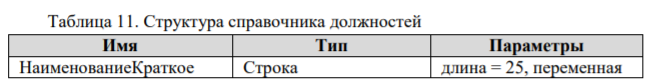 Таблица 11. Структура справочника должностей
Имя Тип Параметры
НаименованиеКраткое Строка длина = 25, переменная